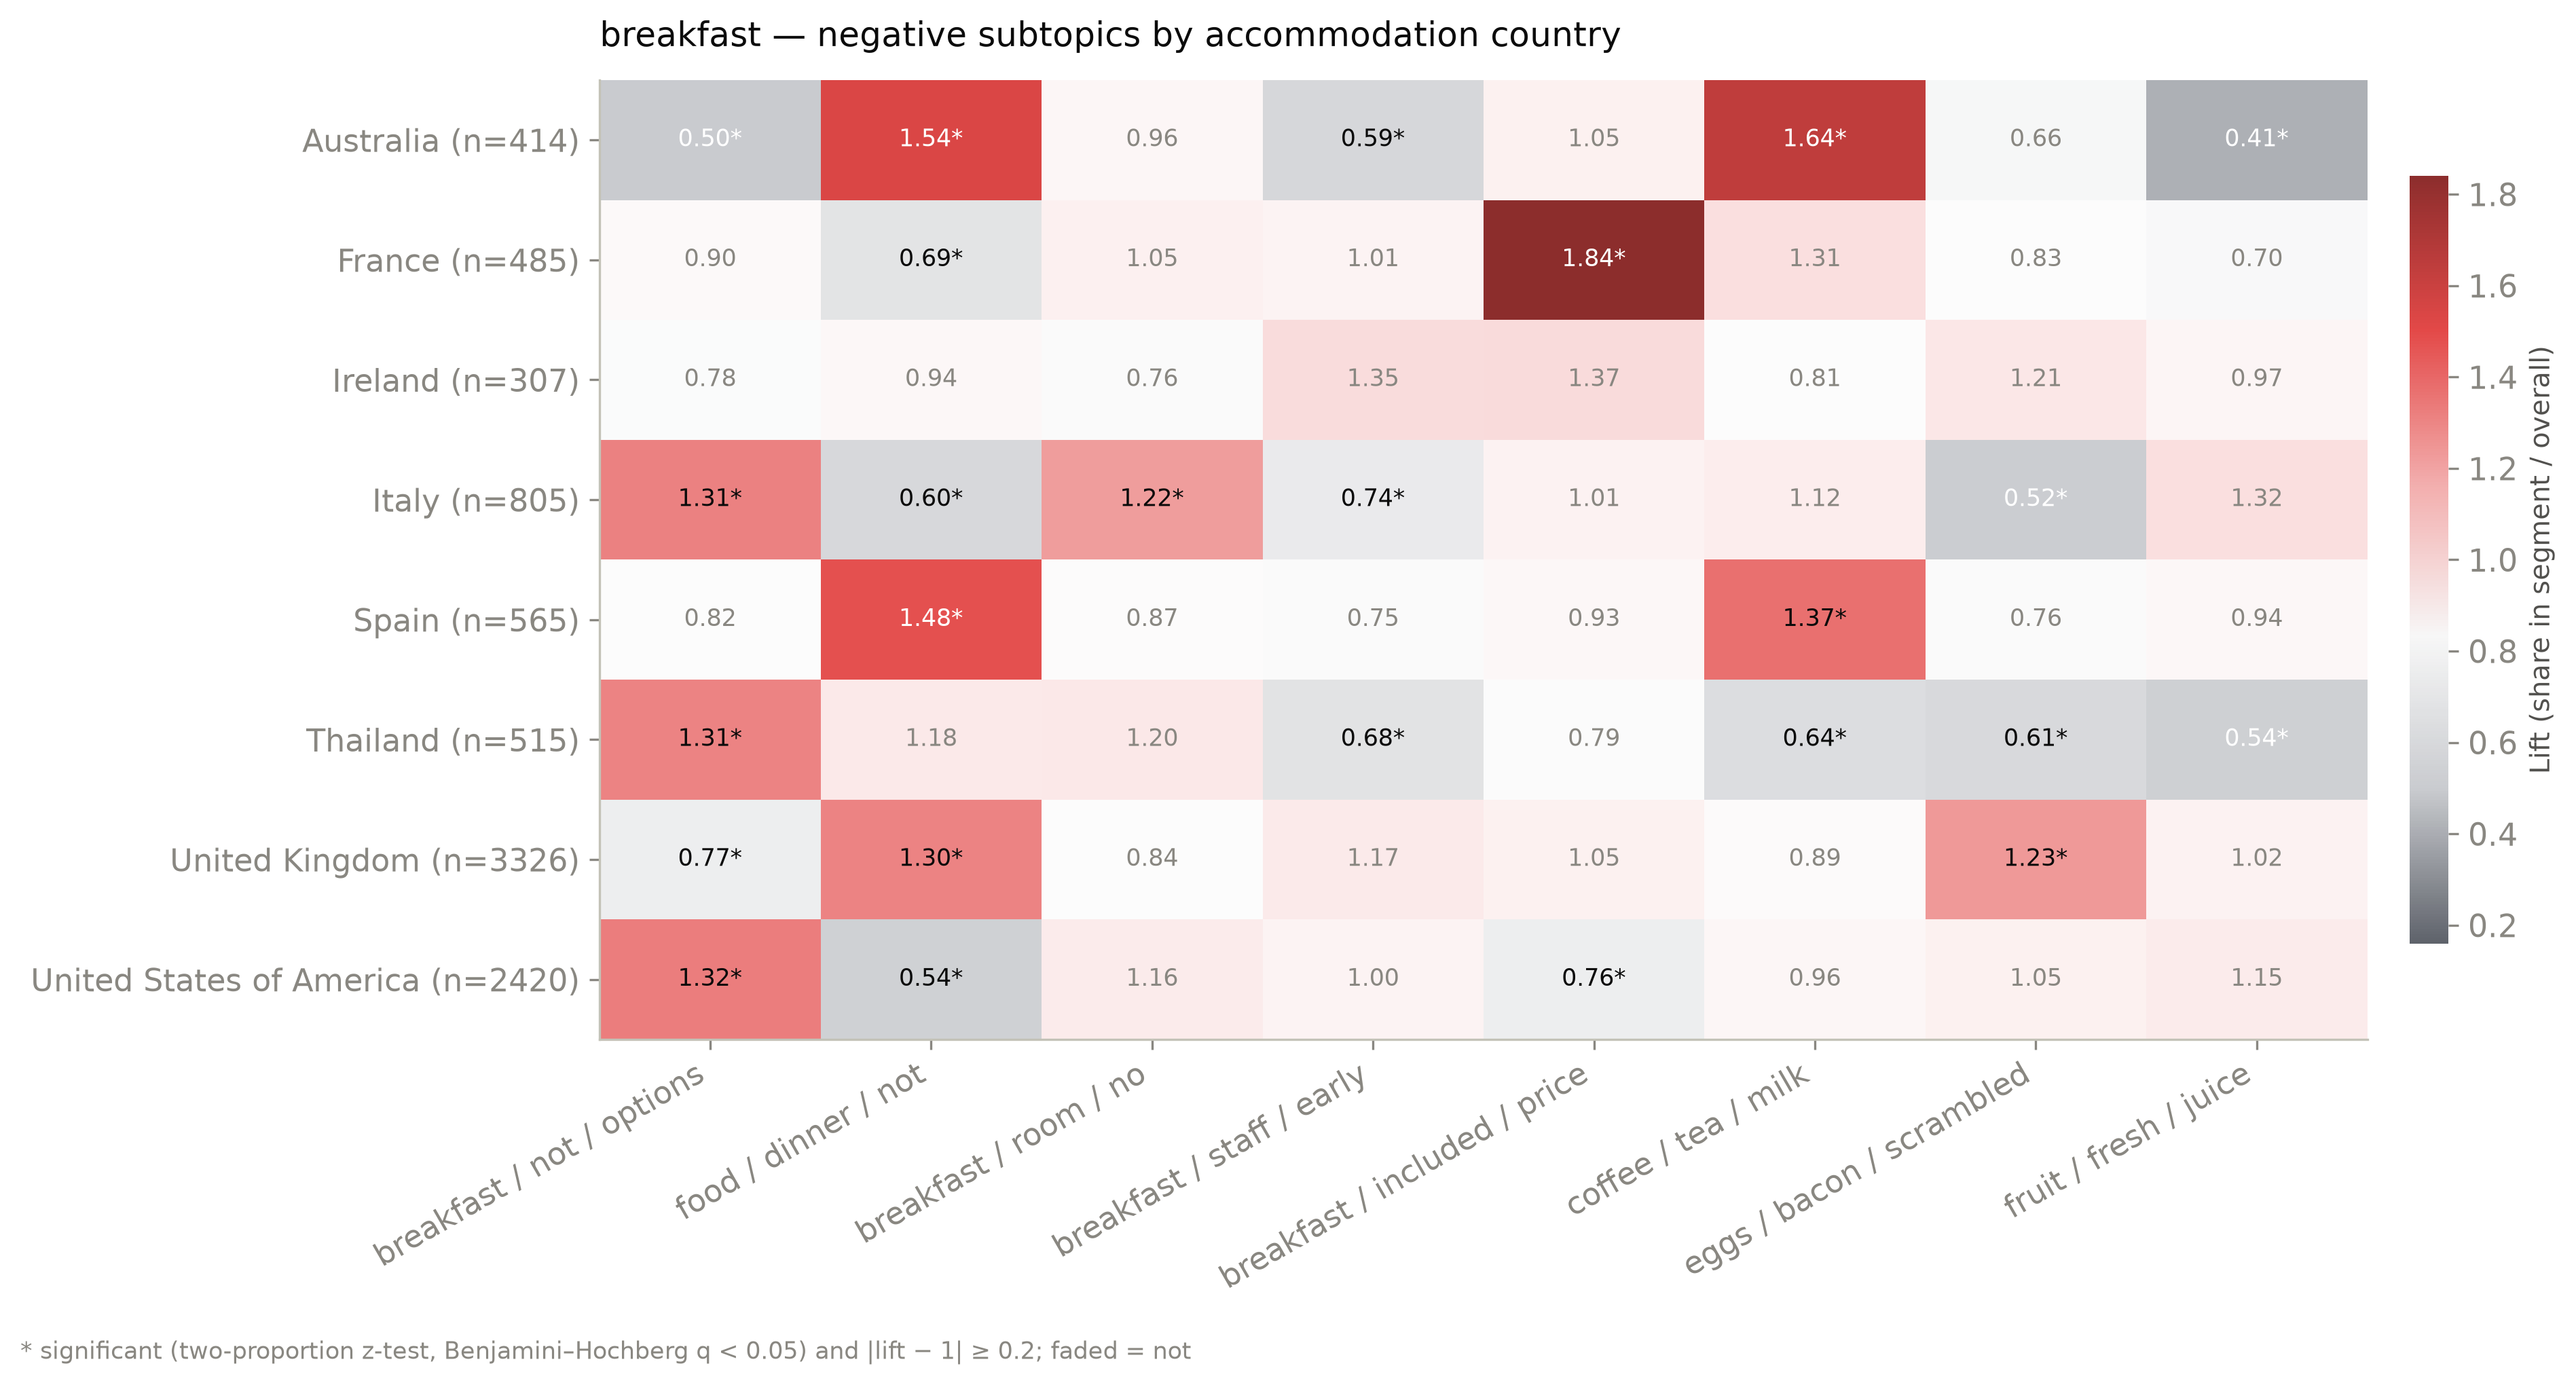 breakfast — negative subtopics by accommodation country
Australia (n=414) 0.50* 1.54* 0.96 0.59* 1.05 1.64* 0.66 0.41*
France (n=485) 0.90 0.69* 1.05 1.01 1.84* 1.31 0.83 0.70
Ireland (n=307) 0.78 0.94 0.76 1.35 1.37 0.81 1.21 0.97
Italy (n=805) 1.31* 0.60* 1.22* 0.74* 1.01 1.12 0.52* 1.32
Spain (n=565) 0.82 1.48* 0.87 0.75 0.93 1.37* 0.76 0.94
Thailand (n=515) 1.31* 1.18 1.20 0.68* 0.79 0.64* 0.61* 0.54*
United Kingdom (n=3326) 0.77* 1.30* 0.84 1.17 1.05 0.89 1.23* 1.02
United States of America (n=2420) 1.32* 0.54* 1.16 1.00 0.76* 0.96 1.05 1.15
breakfast / not / options
food / dinner / not
breakfast / room / no
breakfast / staff / early
breakfast / included / price
coffee / tea / milk
eggs / bacon / scrambled
fruit / fresh / juice
1.8
1.6
1.4
1.2
1.0
0.8
0.6
0.4
0.2
Lift (share in segment / overall)
* significant (two-proportion z-test, Benjamini–Hochberg q < 0.05) and |lift − 1| ≥ 0.2; faded = not